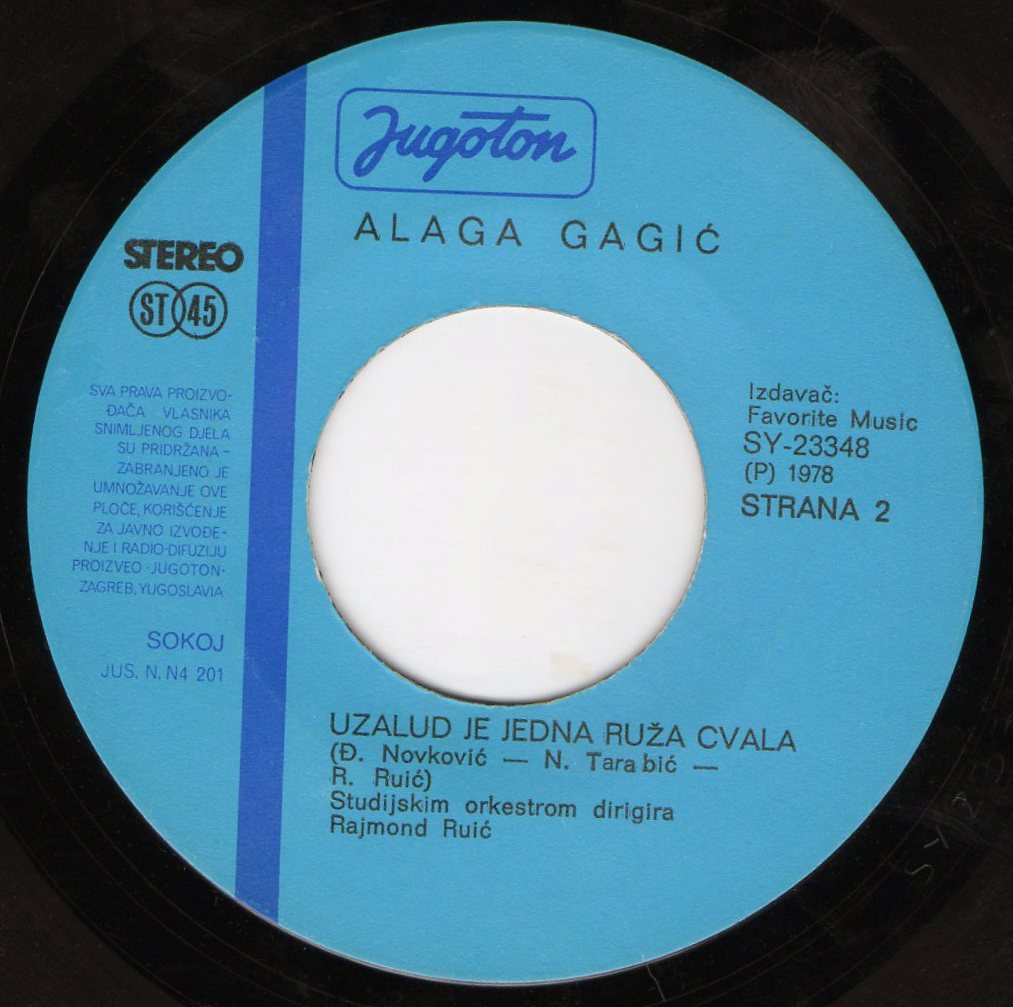 Jugoton
ALAGA GAGIĆ
STEREO
ST 45
SVA PRAVA PROIZVO-
ĐAČA VLASNIKA
SNIMLJENOG DJELA
SU PRIDRŽANA –
ZABRANJENO JE
UMNOŽAVANJE OVE
PLOČE, KORIŠĆENJE
ZA JAVNO IZVOĐE-
NJE I RADIO-DIFUZIJU
PROIZVEO -JUGOTON-
ZAGREB, YUGOSLAVIA
SOKOJ
JUS. N. N4 201
Izdavač:
Favorite Music
SY-23348
(P) 1978
STRANA 2
UZALUD JE JEDNA RUŽA CVALA
(Đ. Novković — N. Tarabić —
R. Ruić)
Studijskim orkestrom dirigira
Rajmond Ruić